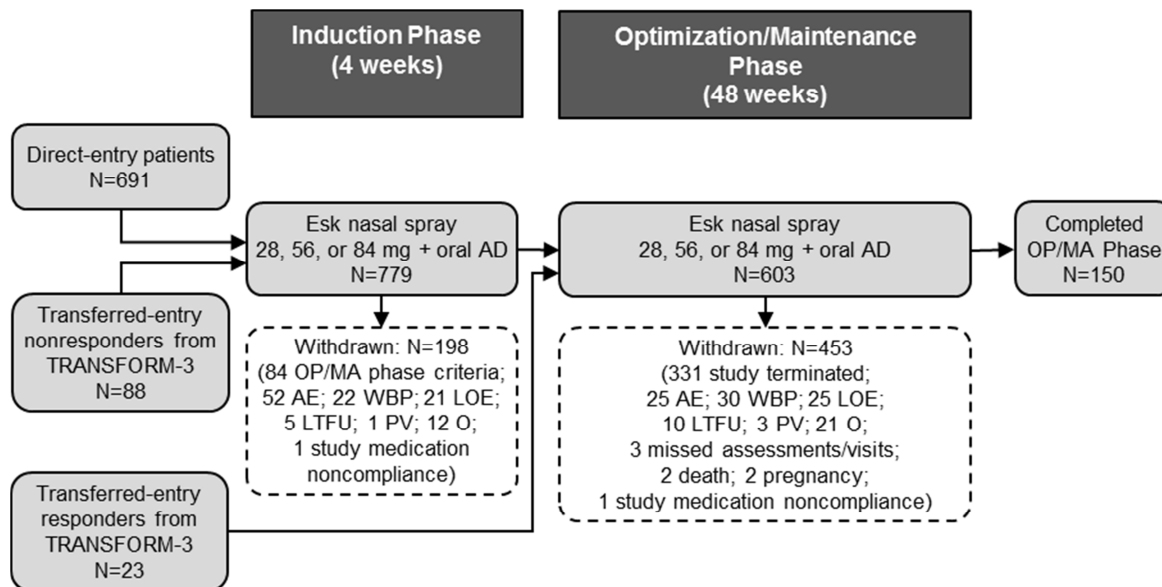 Induction Phase
(4 weeks)
Optimization/Maintenance
Phase
(48 weeks)
Direct-entry patients
N=691
Transferred-entry
nonresponders from
TRANSFORM-3
N=88
Transferred-entry
responders from
TRANSFORM-3
N=23
Esk nasal spray
28, 56, or 84 mg + oral AD
N=779
Withdrawn: N=198
(84 OP/MA phase criteria;
52 AE; 22 WBP; 21 LOE;
5 LTFU; 1 PV; 12 O;
1 study medication
noncompliance)
Esk nasal spray
28, 56, or 84 mg + oral AD
N=603
Withdrawn: N=453
(331 study terminated;
25 AE; 30 WBP; 25 LOE;
10 LTFU; 3 PV; 21 O;
3 missed assessments/visits;
2 death; 2 pregnancy;
1 study medication noncompliance)
Completed
OP/MA Phase
N=150